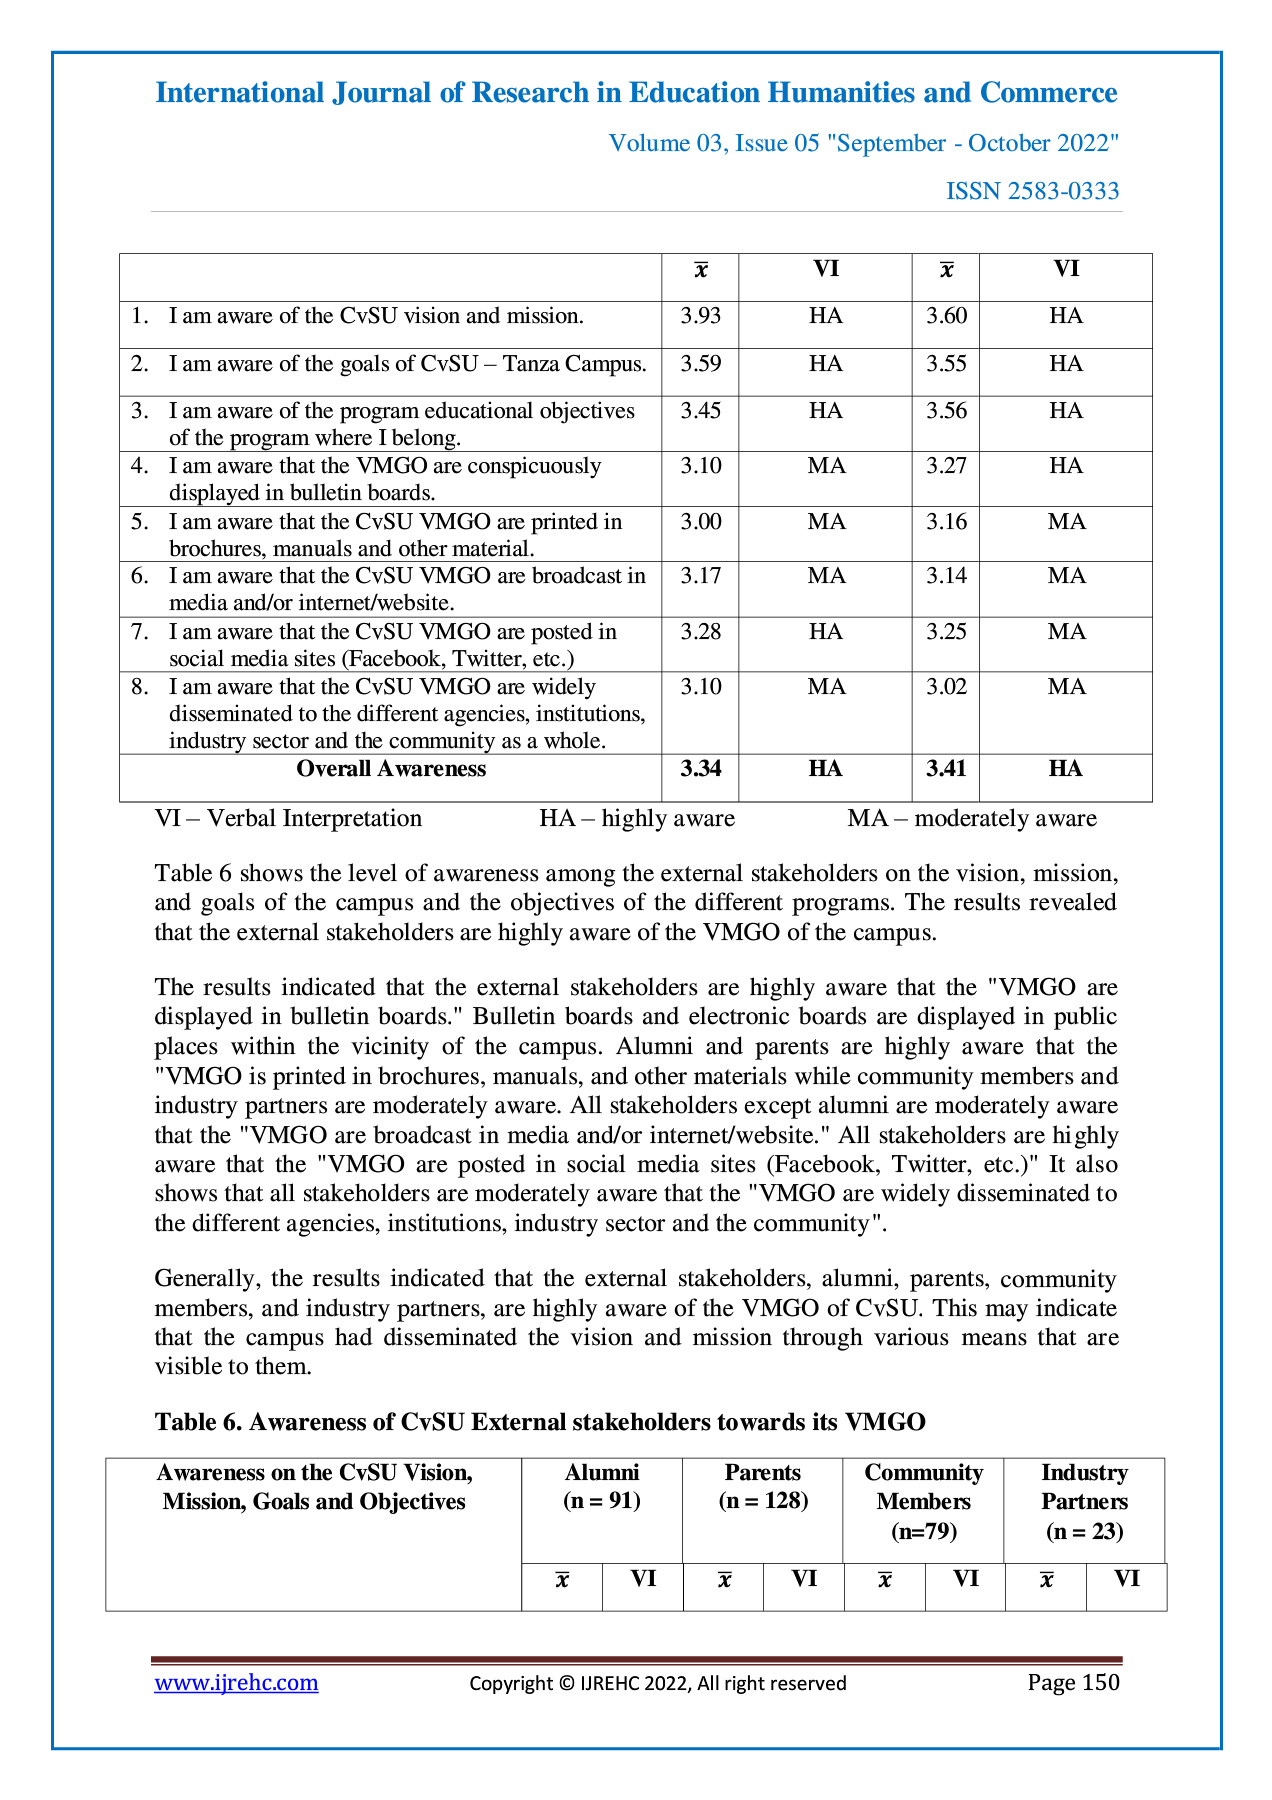 International Journal of Research in Education Humanities and Commerce
Volume 03, Issue 05 "September - October 2022"
ISSN 2583-0333
x̅ VI x̅ VI
1. I am aware of the CvSU vision and mission. 3.93 HA 3.60 HA
2. I am aware of the goals of CvSU – Tanza Campus. 3.59 HA 3.55 HA
3. I am aware of the program educational objectives 3.45 HA 3.56 HA
of the program where I belong.
4. I am aware that the VMGO are conspicuously 3.10 MA 3.27 HA
displayed in bulletin boards.
5. I am aware that the CvSU VMGO are printed in 3.00 MA 3.16 MA
brochures, manuals and other material.
6. I am aware that the CvSU VMGO are broadcast in 3.17 MA 3.14 MA
media and/or internet/website.
7. I am aware that the CvSU VMGO are posted in 3.28 HA 3.25 MA
social media sites (Facebook, Twitter, etc.)
8. I am aware that the CvSU VMGO are widely 3.10 MA 3.02 MA
disseminated to the different agencies, institutions,
industry sector and the community as a whole.
Overall Awareness 3.34 HA 3.41 HA
VI – Verbal Interpretation HA – highly aware MA – moderately aware
Table 6 shows the level of awareness among the external stakeholders on the vision, mission,
and goals of the campus and the objectives of the different programs. The results revealed
that the external stakeholders are highly aware of the VMGO of the campus.
The results indicated that the external stakeholders are highly aware that the "VMGO are
displayed in bulletin boards." Bulletin boards and electronic boards are displayed in public
places within the vicinity of the campus. Alumni and parents are highly aware that the
"VMGO is printed in brochures, manuals, and other materials while community members and
industry partners are moderately aware. All stakeholders except alumni are moderately aware
that the "VMGO are broadcast in media and/or internet/website." All stakeholders are highly
aware that the "VMGO are posted in social media sites (Facebook, Twitter, etc.)" It also
shows that all stakeholders are moderately aware that the "VMGO are widely disseminated to
the different agencies, institutions, industry sector and the community".
Generally, the results indicated that the external stakeholders, alumni, parents, community
members, and industry partners, are highly aware of the VMGO of CvSU. This may indicate
that the campus had disseminated the vision and mission through various means that are
visible to them.
Table 6. Awareness of CvSU External stakeholders towards its VMGO
Awareness on the CvSU Vision, Alumni Parents Community Industry
Mission, Goals and Objectives (n = 91) (n = 128) Members Partners
(n=79) (n = 23)
x̅ VI x̅ VI x̅ VI x̅ VI
www.ijrehc.com Copyright © IJREHC 2022, All right reserved Page 150